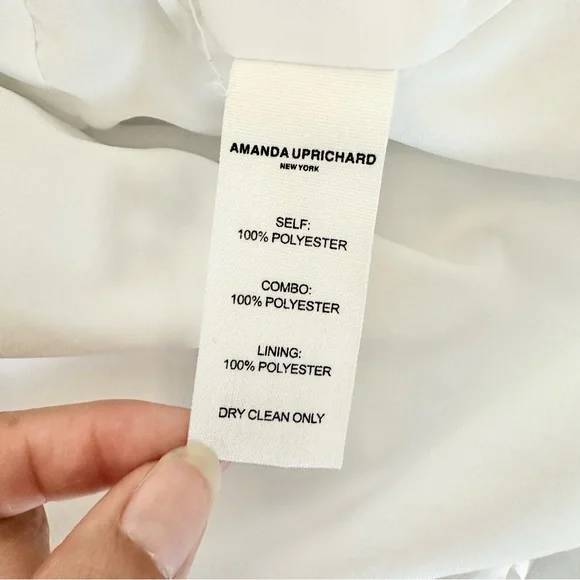 AMANDA UPRICHARD
NEW YORK
SELF:
100% POLYESTER
COMBO:
100% POLYESTER
LINING:
100% POLYESTER
DRY CLEAN ONLY